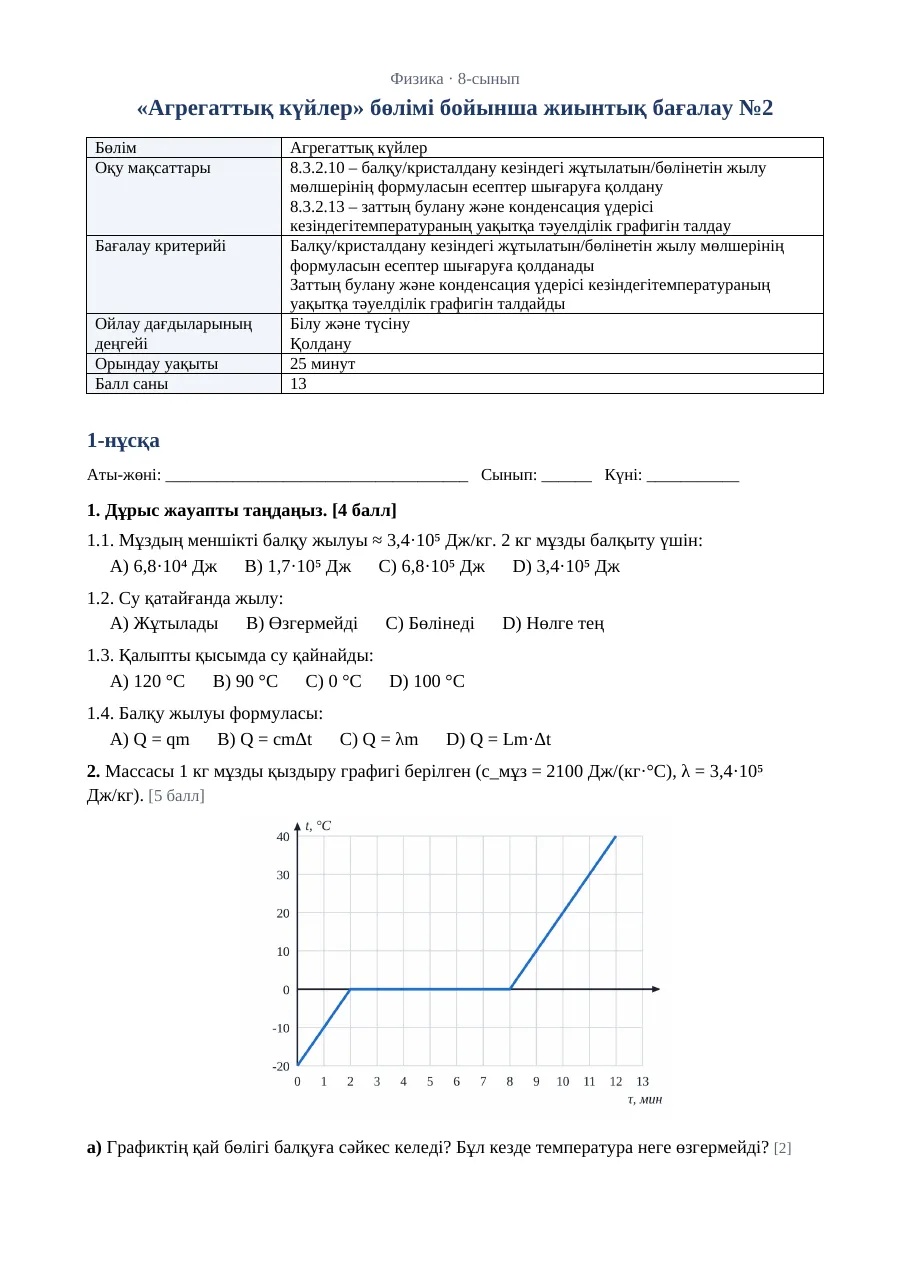 Физика · 8-сынып
«Агрегаттық күйлер» бөлімі бойынша жиынтық бағалау №2
Бөлім Агрегаттық күйлер
Оқу мақсаттары 8.3.2.10 – балқу/кристалдану кезіндегі жұтылатын/бөлінетін жылу
мөлшерінің формуласын есептер шығаруға қолдану
8.3.2.13 – заттың булану және конденсация үдерісі
кезіндегітемператураның уақытқа тәуелділік графигін талдау
Бағалау критерийі Балқу/кристалдану кезіндегі жұтылатын/бөлінетін жылу мөлшерінің
формуласын есептер шығаруға қолданады
Заттың булану және конденсация үдерісі кезіндегітемператураның
уақытқа тәуелділік графигін талдайды
Ойлау дағдыларының Білу және түсіну
деңгейі Қолдану
Орындау уақыты 25 минут
Балл саны 13
1-нұсқа
Аты-жөні: ____________________________________ Сынып: ______ Күні: ___________
1. Дұрыс жауапты таңдаңыз. [4 балл]
1.1. Мұздың меншікті балқу жылуы ≈ 3,4·10⁵ Дж/кг. 2 кг мұзды балқыту үшін:
A) 6,8·10⁴ Дж B) 1,7·10⁵ Дж C) 6,8·10⁵ Дж D) 3,4·10⁵ Дж
1.2. Су қатайғанда жылу:
A) Жұтылады B) Өзгермейді C) Бөлінеді D) Нөлге тең
1.3. Қалыпты қысымда су қайнайды:
A) 120 °C B) 90 °C C) 0 °C D) 100 °C
1.4. Балқу жылуы формуласы:
A) Q = qm B) Q = cmΔt C) Q = λm D) Q = Lm·Δt
2. Массасы 1 кг мұзды қыздыру графигі берілген (c_мұз = 2100 Дж/(кг·°C), λ = 3,4·10⁵
Дж/кг). [5 балл]
t, °C
40
30
20
10
0
-10
-20
0 1 2 3 4 5 6 7 8 9 10 11 12 13
τ, мин
а) Графиктің қай бөлігі балқуға сәйкес келеді? Бұл кезде температура неге өзгермейді? [2]